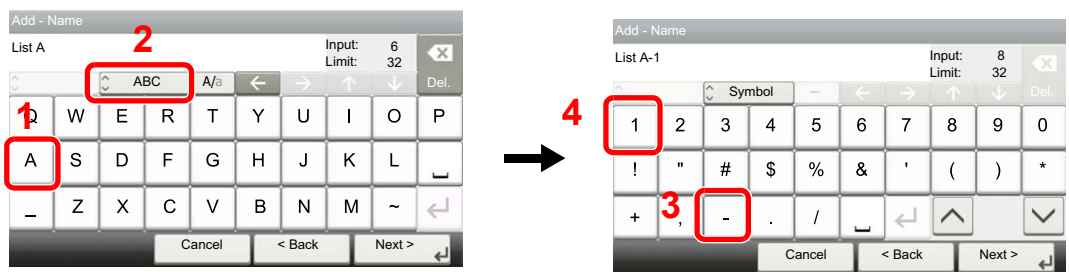 Add - Name
List A
Input: 6
Limit: 32
2
ABC
A/a
Del.
1
Q W E R T Y U I O P
A S D F G H J K L
_ Z X C V B N M ~
Cancel < Back Next >
Add - Name
List A-1
Input: 8
Limit: 32
Symbol
Del.
4
1 2 3 4 5 6 7 8 9 0
! " # $ % & ' ( ) *
3
+ , - . /
Cancel < Back Next >